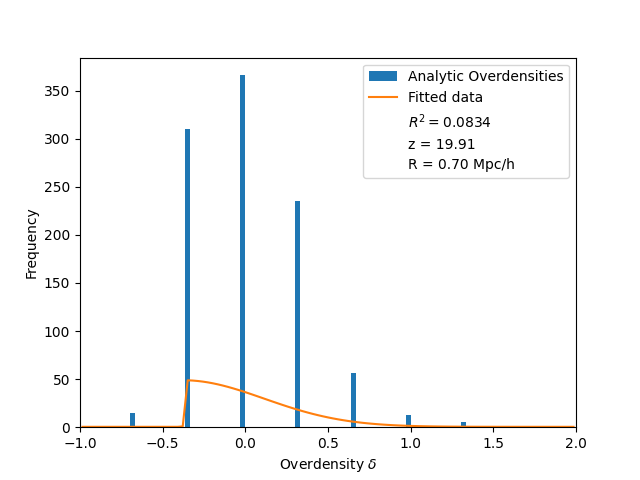 Analytic Overdensities
Fitted data
R² = 0.0834
z = 19.91
R = 0.70 Mpc/h
350
300
250
200
150
100
50
0
Frequency
−1.0 −0.5 0.0 0.5 1.0 1.5 2.0
Overdensity δ